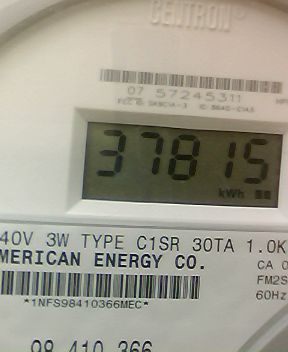 CENTRON®
07 57245311
37815
kWh
40V 3W TYPE C1SR 30TA 1.0K
MERICAN ENERGY CO.
CA 0
FM2S
60Hz
*1NFS98410366MEC*
98 410 366